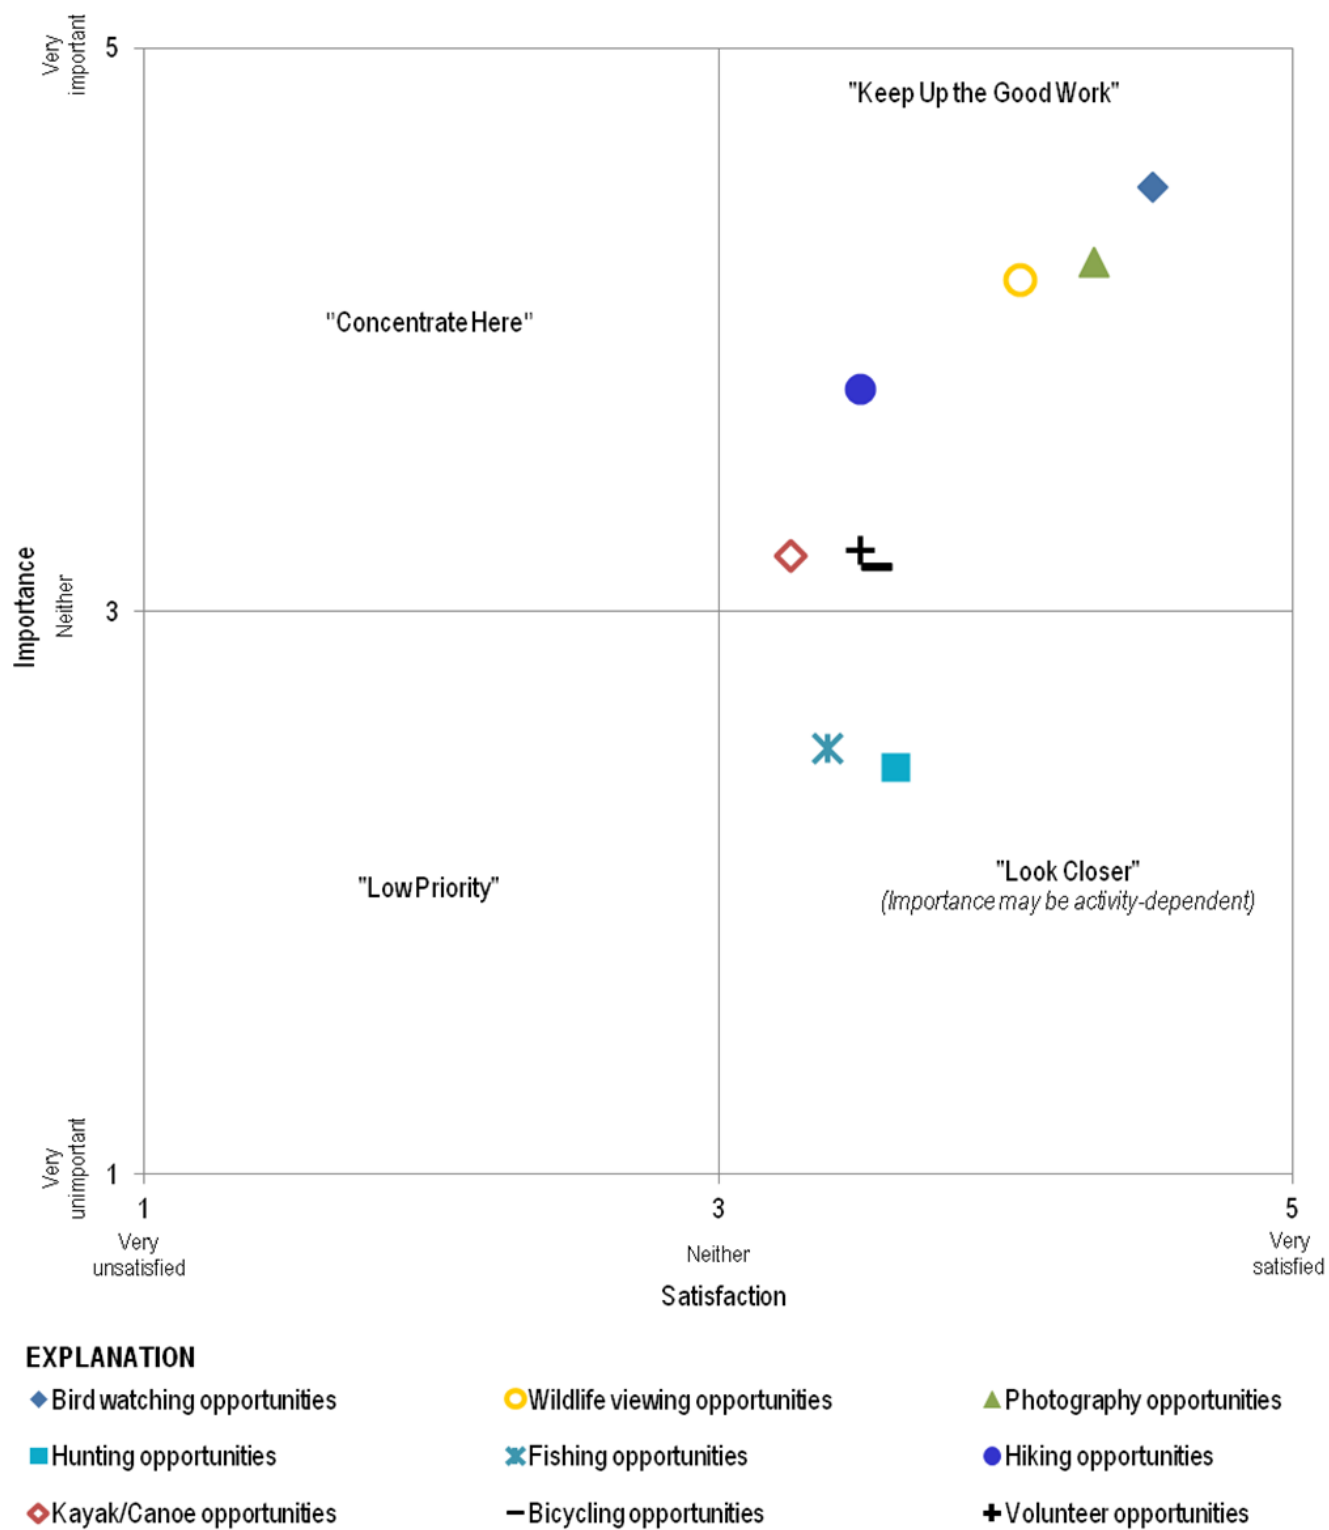 Very
important
5
"Keep Up the Good Work"
"Concentrate Here"
Importance
Neither
3
"Low Priority"
"Look Closer"
(Importance may be activity-dependent)
Very
unimportant
1
1
3
5
Very
unsatisfied
Neither
Very
satisfied
Satisfaction
EXPLANATION
Bird watching opportunities
Wildlife viewing opportunities
Photography opportunities
Hunting opportunities
Fishing opportunities
Hiking opportunities
Kayak/Canoe opportunities
Bicycling opportunities
Volunteer opportunities